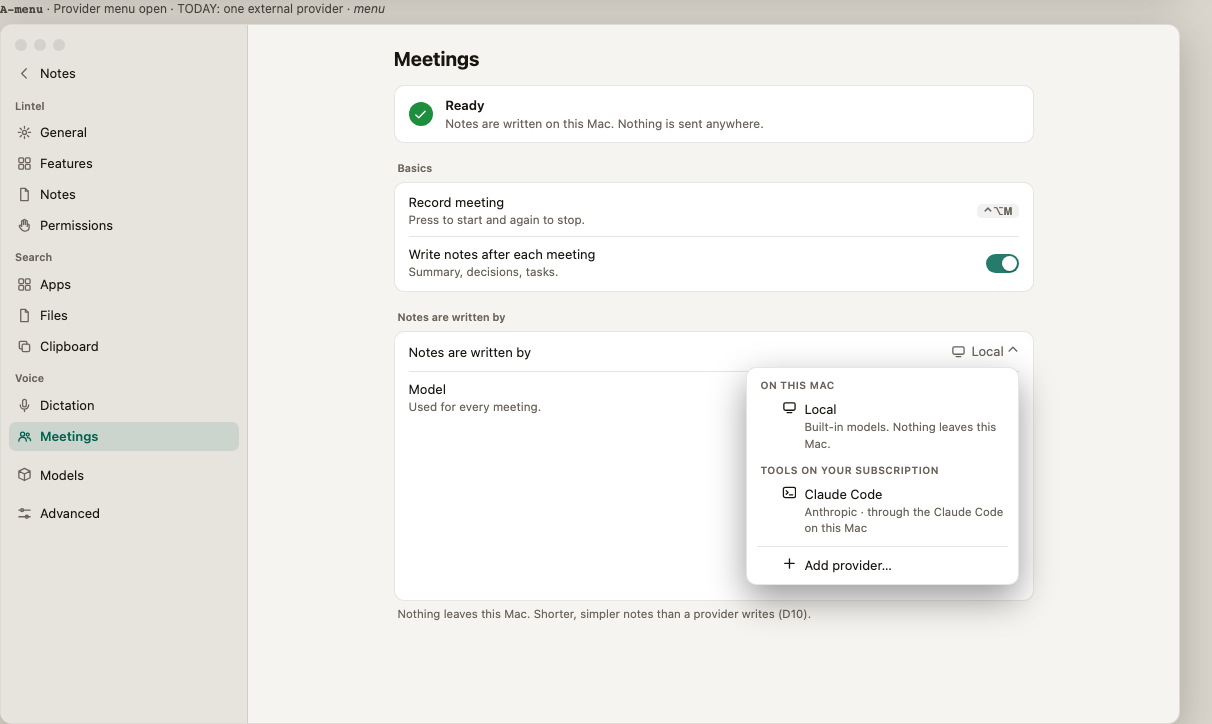 A-menu · Provider menu open · TODAY: one external provider · menu
Notes
Lintel
General
Features
Notes
Permissions
Search
Apps
Files
Clipboard
Voice
Dictation
Meetings
Models
Advanced
Meetings
Ready
Notes are written on this Mac. Nothing is sent anywhere.
Basics
Record meeting
Press to start and again to stop.
⌃⌥M
Write notes after each meeting
Summary, decisions, tasks.
Notes are written by
Notes are written by
Local
Model
Used for every meeting.
ON THIS MAC
Local
Built-in models. Nothing leaves this
Mac.
TOOLS ON YOUR SUBSCRIPTION
Claude Code
Anthropic · through the Claude Code
on this Mac
Add provider…
Nothing leaves this Mac. Shorter, simpler notes than a provider writes (D10).